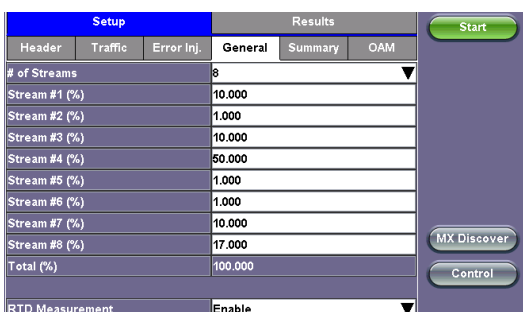 Setup Results
Header Traffic Error Inj. General Summary OAM
# of Streams 8
Stream #1 (%) 10.000
Stream #2 (%) 1.000
Stream #3 (%) 10.000
Stream #4 (%) 50.000
Stream #5 (%) 1.000
Stream #6 (%) 1.000
Stream #7 (%) 10.000
Stream #8 (%) 17.000
Total (%) 100.000
RTD Measurement Enable
Start
MX Discover
Control